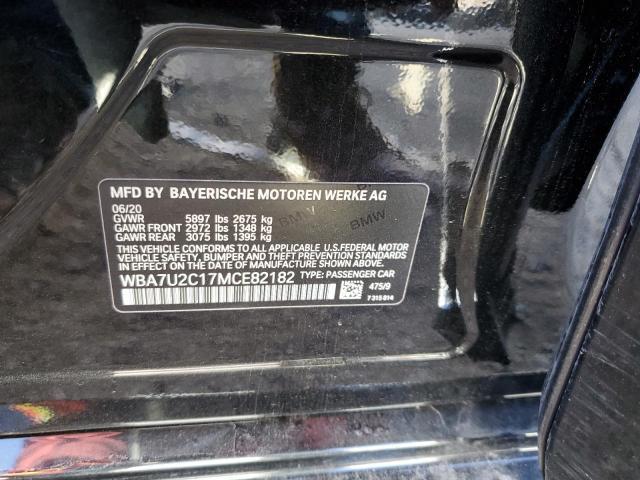 MFD BY BAYERISCHE MOTOREN WERKE AG
06/20
GVWR 5897 lbs 2675 kg
GAWR FRONT 2972 lbs 1348 kg
GAWR REAR 3075 lbs 1395 kg
BMW
BMW
THIS VEHICLE CONFORMS TO ALL APPLICABLE U.S.FEDERAL MOTOR
VEHICLE SAFETY, BUMPER AND THEFT PREVENTION STANDARDS
IN EFFECT ON THE DATE OF MANUFACTURE SHOWN ABOVE.
WBA7U2C17MCE82182 TYPE: PASSENGER CAR
475/9
7315814